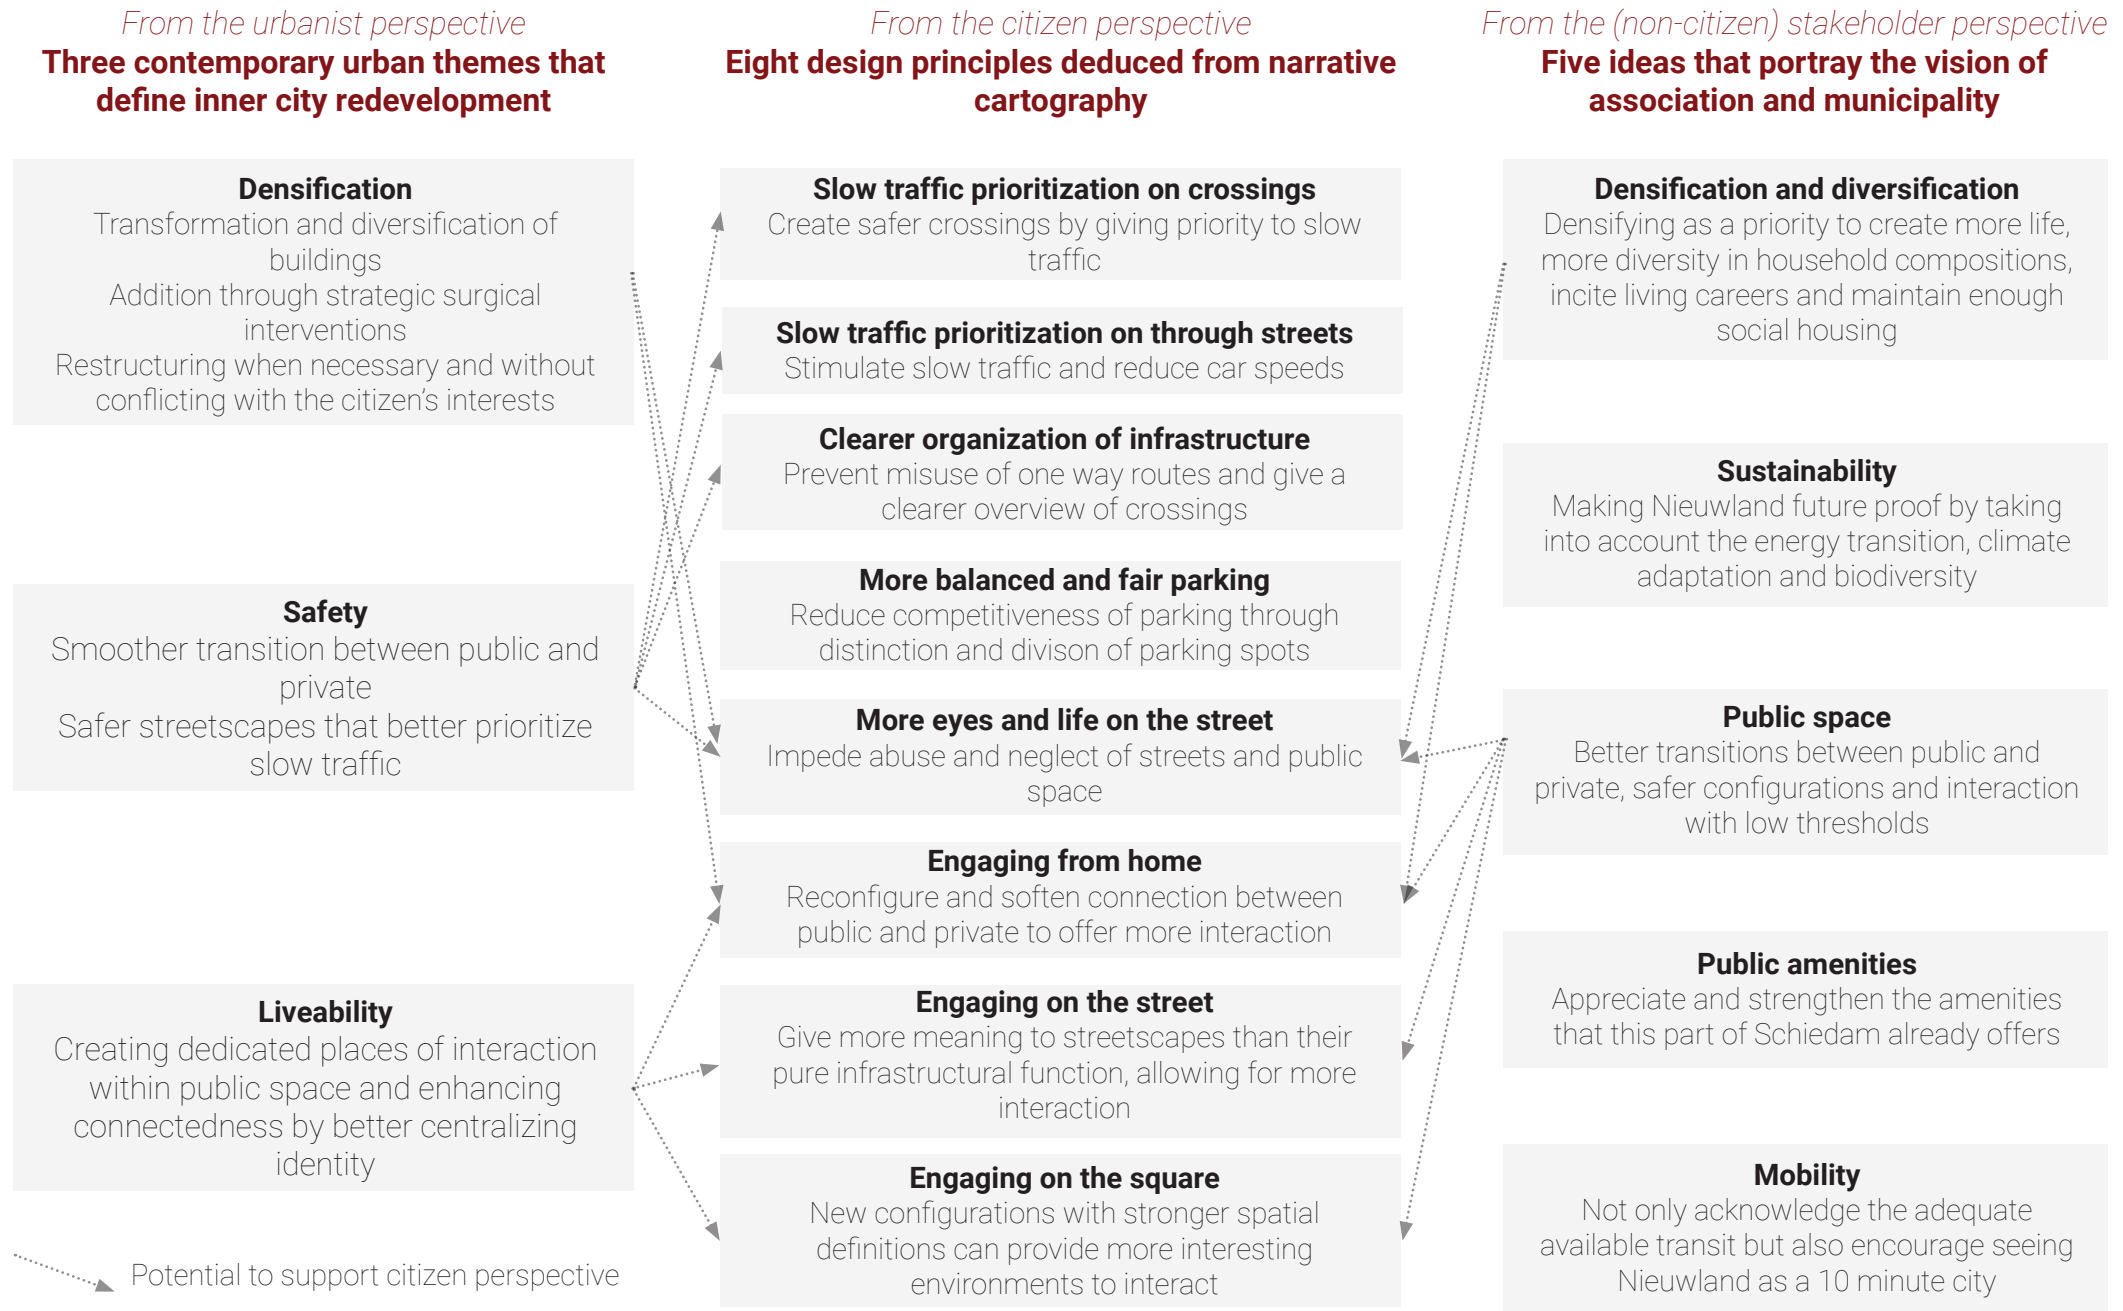 From the urbanist perspective
Three contemporary urban themes that
define inner city redevelopment
Densification
Transformation and diversification of
buildings
Addition through strategic surgical
interventions
Restructuring when necessary and without
conflicting with the citizen's interests
Safety
Smoother transition between public and
private
Safer streetscapes that better prioritize
slow traffic
Liveability
Creating dedicated places of interaction
within public space and enhancing
connectedness by better centralizing
identity
Potential to support citizen perspective
From the citizen perspective
Eight design principles deduced from narrative
cartography
Slow traffic prioritization on crossings
Create safer crossings by giving priority to slow
traffic
Slow traffic prioritization on through streets
Stimulate slow traffic and reduce car speeds
Clearer organization of infrastructure
Prevent misuse of one way routes and give a
clearer overview of crossings
More balanced and fair parking
Reduce competitiveness of parking through
distinction and divison of parking spots
More eyes and life on the street
Impede abuse and neglect of streets and public
space
Engaging from home
Reconfigure and soften connection between
public and private to offer more interaction
Engaging on the street
Give more meaning to streetscapes than their
pure infrastructural function, allowing for more
interaction
Engaging on the square
New configurations with stronger spatial
definitions can provide more interesting
environments to interact
From the (non-citizen) stakeholder perspective
Five ideas that portray the vision of
association and municipality
Densification and diversification
Densifying as a priority to create more life,
more diversity in household compositions,
incite living careers and maintain enough
social housing
Sustainability
Making Nieuwland future proof by taking
into account the energy transition, climate
adaptation and biodiversity
Public space
Better transitions between public and
private, safer configurations and interaction
with low thresholds
Public amenities
Appreciate and strengthen the amenities
that this part of Schiedam already offers
Mobility
Not only acknowledge the adequate
available transit but also encourage seeing
Nieuwland as a 10 minute city